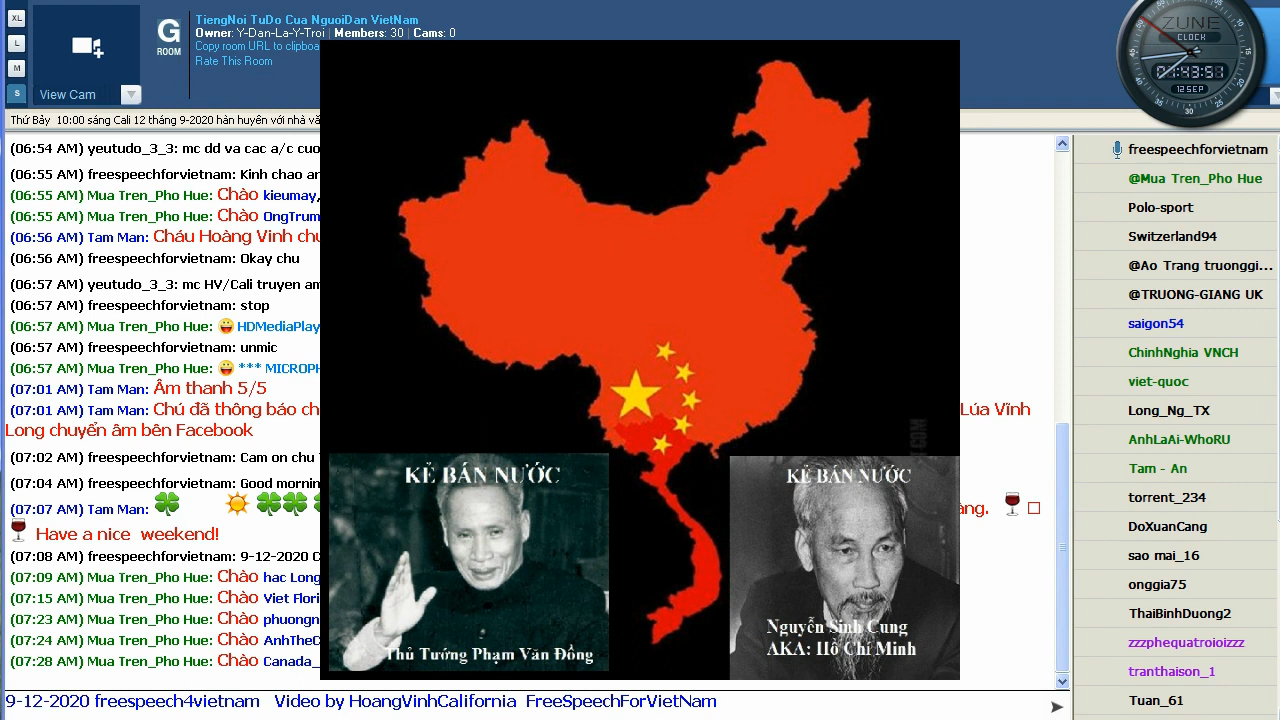 XL
L
M
S
View Cam
G
ROOM
TiengNoi TuDo Cua NguoiDan VietNam
Owner: Y-Dan-La-Y-Troi | Members: 30 | Cams: 0
Copy room URL to clipboa
Rate This Room
ZUNE
CLOCK
07:43:51
12 SEP
Thứ Bảy 10:00 sáng Cali 12 tháng 9-2020 hàn huyên với nhà vă
(06:54 AM) yeutudo_3_3: mc dd va cac a/c cuo
(06:55 AM) freespeechforvietnam: Kinh chao an
(06:55 AM) Mua Tren_Pho Hue: Chào kieumay,
(06:55 AM) Mua Tren_Pho Hue: Chào OngTrum
(06:56 AM) Tam Man: Cháu Hoàng Vinh chu
(06:56 AM) freespeechforvietnam: Okay chu
(06:57 AM) yeutudo_3_3: mc HV/Cali truyen am
(06:57 AM) freespeechforvietnam: stop
(06:57 AM) Mua Tren_Pho Hue: HDMediaPlay
(06:57 AM) freespeechforvietnam: unmic
(06:57 AM) Mua Tren_Pho Hue: *** MICROPH
(07:01 AM) Tam Man: Âm thanh 5/5
(07:01 AM) Tam Man: Chú đã thông báo ch Lúa Vĩnh
Long chuyển âm bên Facebook
(07:02 AM) freespeechforvietnam: Cam on chu
(07:04 AM) freespeechforvietnam: Good mornin
(07:07 AM) Tam Man: àng.
Have a nice weekend!
(07:08 AM) freespeechforvietnam: 9-12-2020 C
(07:09 AM) Mua Tren_Pho Hue: Chào hac Long
(07:15 AM) Mua Tren_Pho Hue: Chào Viet Flori
(07:23 AM) Mua Tren_Pho Hue: Chào phuongn
(07:24 AM) Mua Tren_Pho Hue: Chào AnhTheC
(07:28 AM) Mua Tren_Pho Hue: Chào Canada_
KẺ BÁN NƯỚC
Thủ Tướng Phạm Văn Đồng
KẺ BÁN NƯỚC
Nguyễn Sinh Cung
AKA: Hồ Chí Minh
.COM
freespeechforvietnam
@Mua Tren_Pho Hue
Polo-sport
Switzerland94
@Ao Trang truonggi...
@TRUONG-GIANG UK
saigon54
ChinhNghia VNCH
viet-quoc
Long_Ng_TX
AnhLaAi-WhoRU
Tam - An
torrent_234
DoXuanCang
sao mai_16
onggia75
ThaiBinhDuong2
zzzphequatroioizzz
tranthaison_1
Tuan_61
9-12-2020 freespeech4vietnam Video by HoangVinhCalifornia FreeSpeechForVietNam